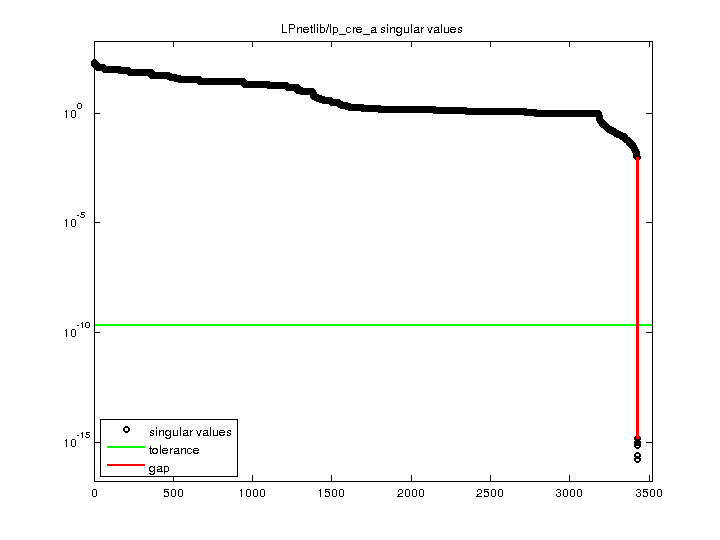 LPnetlib/lp_cre_a singular values
10^0
10^-5
10^-10
10^-15
singular values
tolerance
gap
0 500 1000 1500 2000 2500 3000 3500